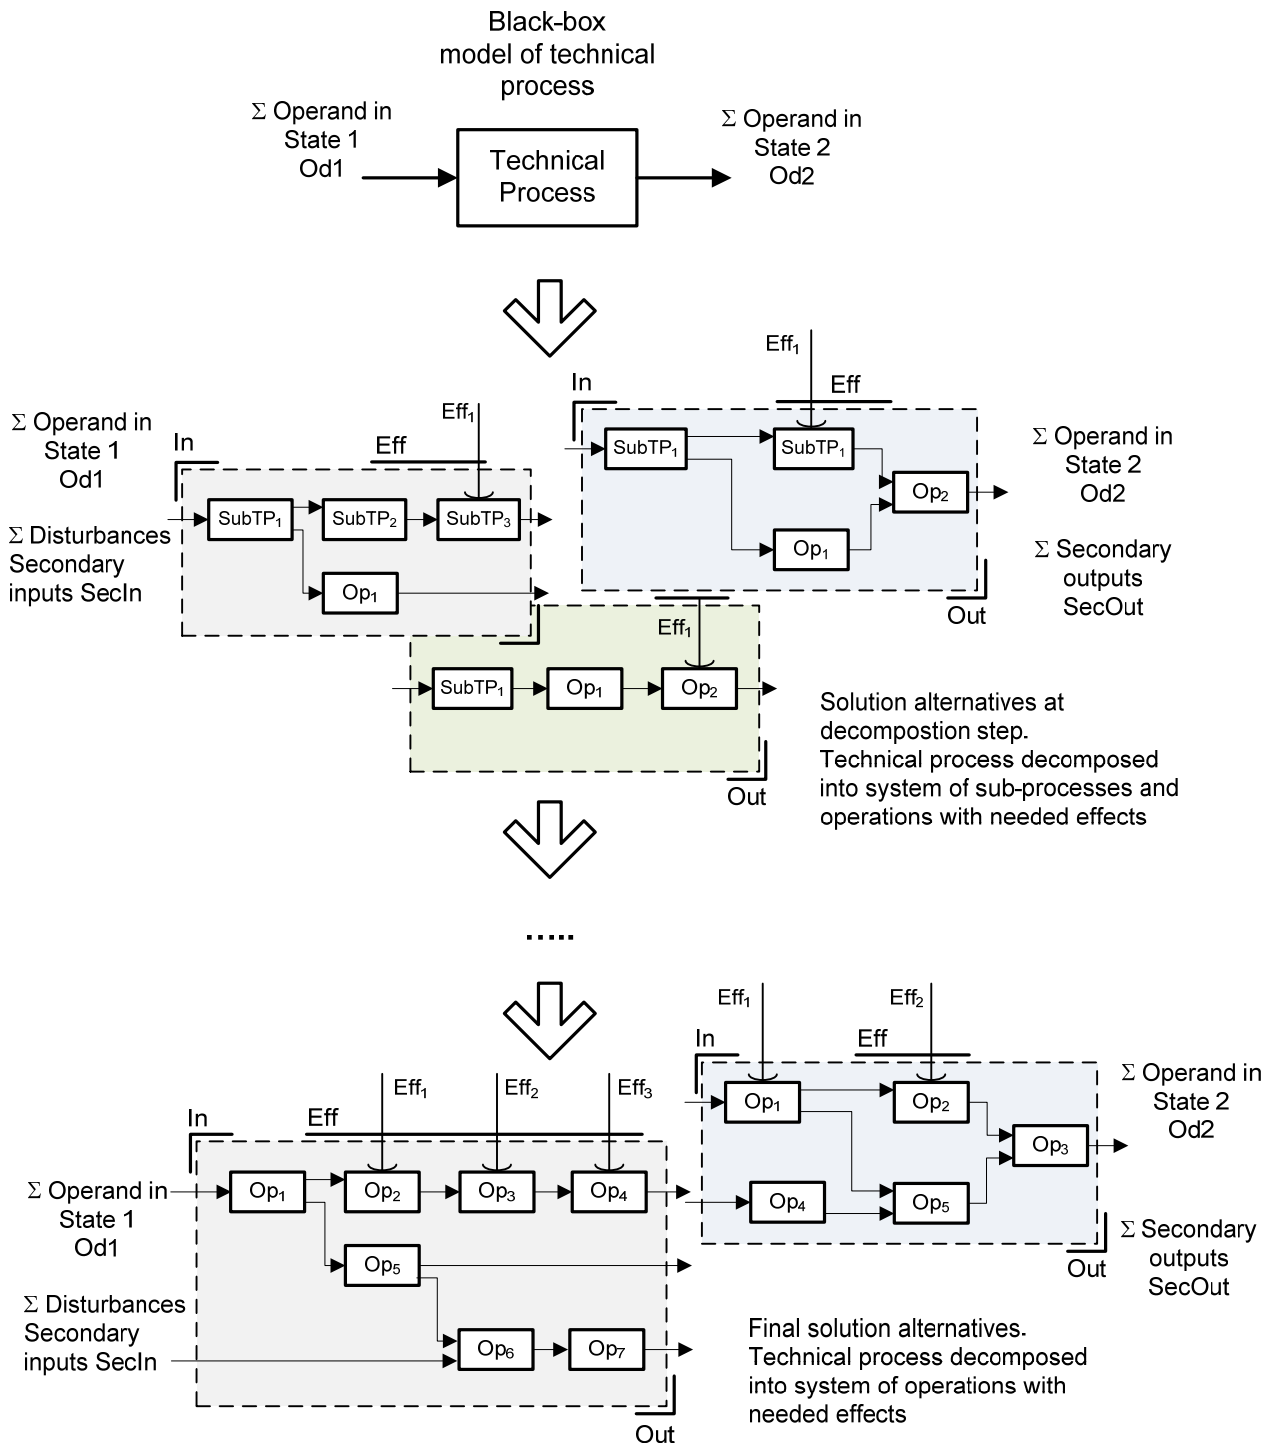 Black-box
model of technical
process
Σ Operand in
State 1
Od1
Technical
Process
Σ Operand in
State 2
Od2
Eff₁
In
Eff
SubTP₁
SubTP₁
Op₂
Op₁
Out
Σ Operand in
State 2
Od2
Σ Secondary
outputs
SecOut
Σ Operand in
State 1
Od1
Σ Disturbances
Secondary
inputs SecIn
In
Eff
Eff₁
SubTP₁
SubTP₂
SubTP₃
Op₁
Eff₁
SubTP₁
Op₁
Op₂
Out
Solution alternatives at
decompostion step.
Technical process decomposed
into system of sub-processes and
operations with needed effects
.....
Eff₁
Eff₂
In
Eff
Op₁
Op₂
Op₃
Op₄
Op₅
Out
Σ Operand in
State 2
Od2
Σ Secondary
outputs
SecOut
In
Eff
Eff₁
Eff₂
Eff₃
Σ Operand in
State 1
Od1
Σ Disturbances
Secondary
inputs SecIn
Op₁
Op₂
Op₃
Op₄
Op₅
Op₆
Op₇
Out
Final solution alternatives.
Technical process decomposed
into system of operations with
needed effects